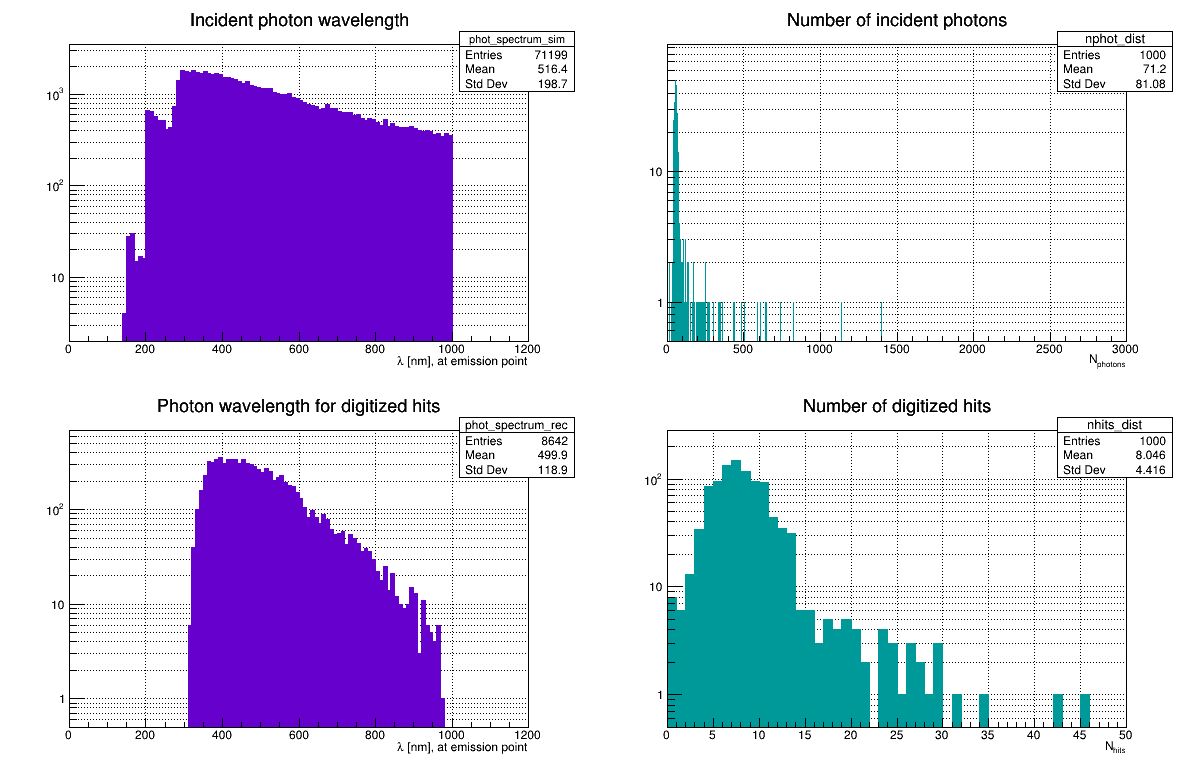 Incident photon wavelength
phot_spectrum_sim
Entries 71199
Mean 516.4
Std Dev 198.7
10³
10²
10
0 200 400 600 800 1000 1200
λ [nm], at emission point
Number of incident photons
nphot_dist
Entries 1000
Mean 71.2
Std Dev 81.08
10
1
0 500 1000 1500 2000 2500 3000
Nphotons
Photon wavelength for digitized hits
phot_spectrum_rec
Entries 8642
Mean 499.9
Std Dev 118.9
10²
10
1
0 200 400 600 800 1000 1200
λ [nm], at emission point
Number of digitized hits
nhits_dist
Entries 1000
Mean 8.046
Std Dev 4.416
10²
10
1
0 5 10 15 20 25 30 35 40 45 50
Nhits